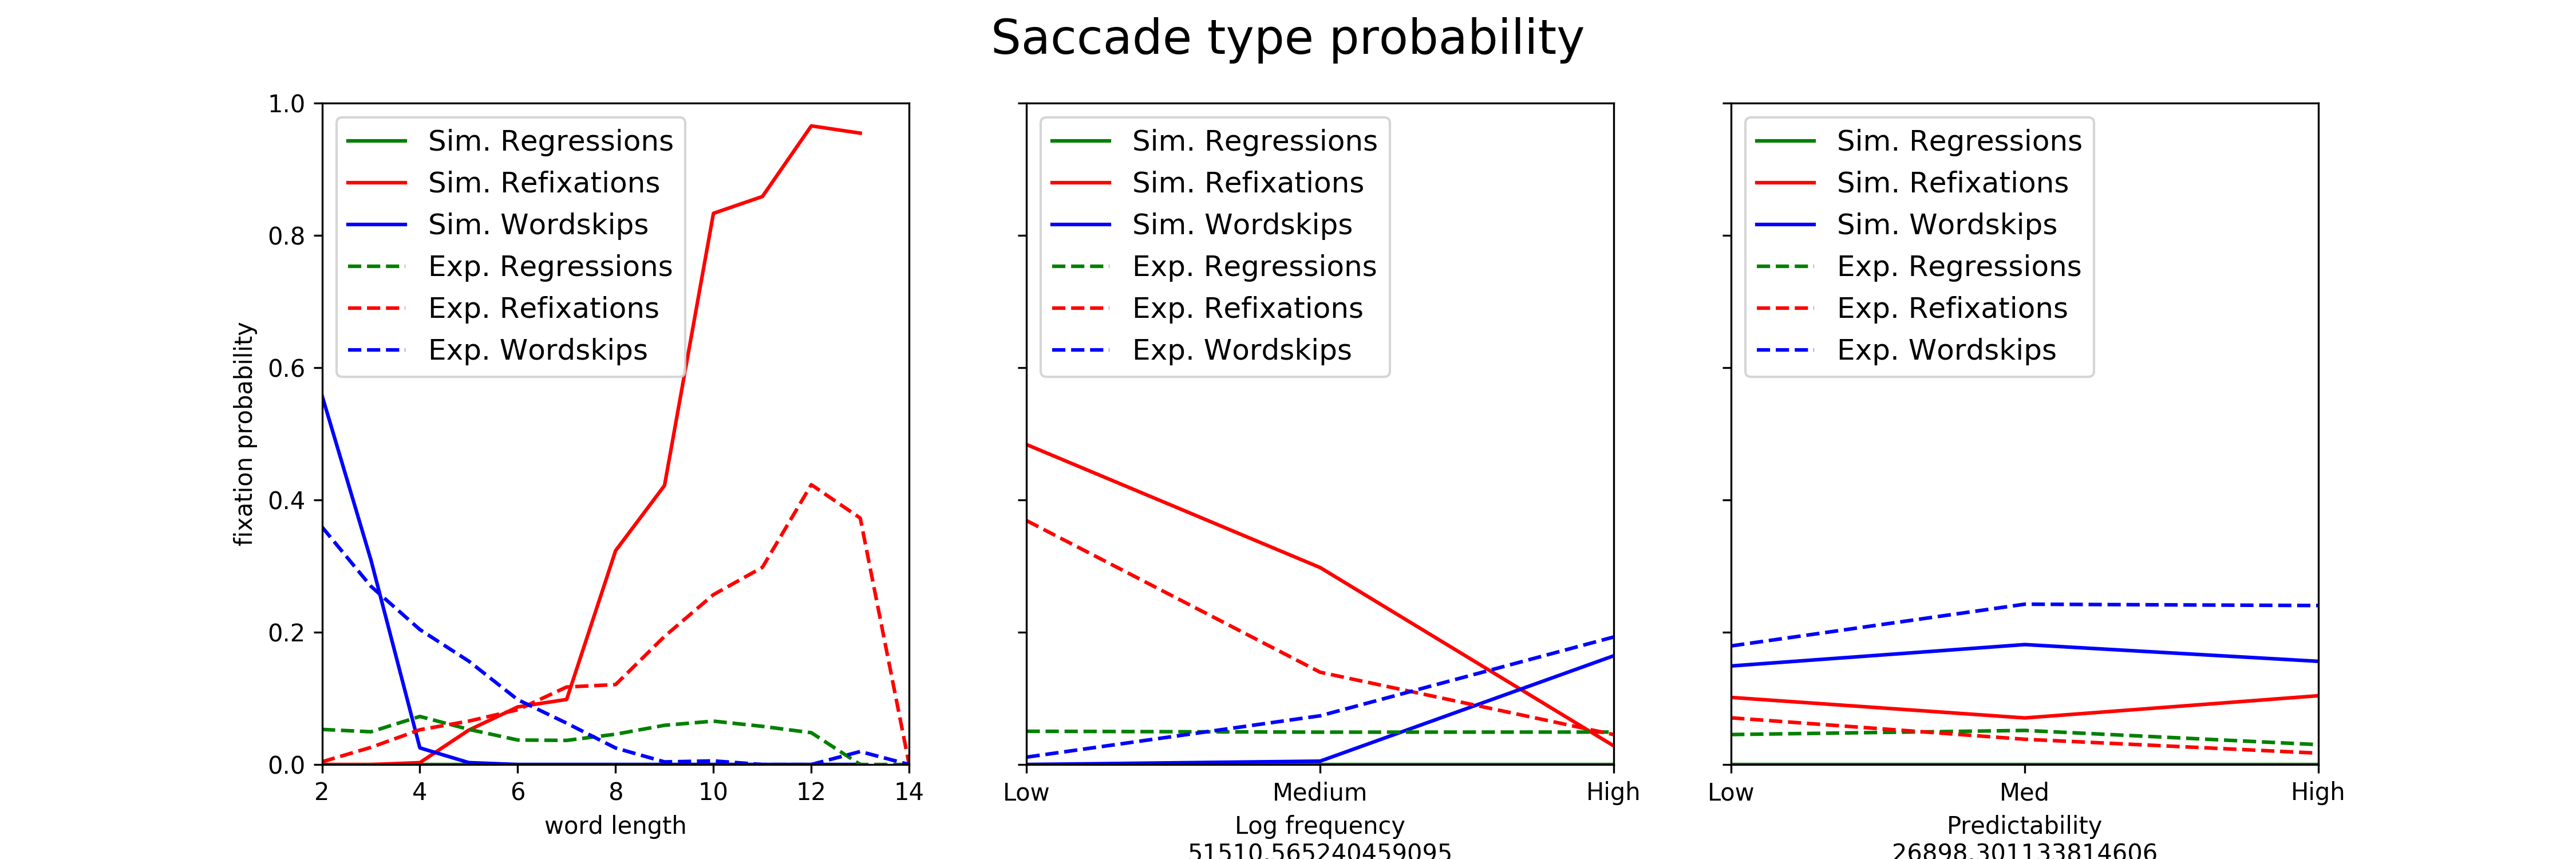 Saccade type probability
1.0
0.8
0.6
0.4
0.2
0.0
fixation probability
Sim. Regressions
Sim. Refixations
Sim. Wordskips
Exp. Regressions
Exp. Refixations
Exp. Wordskips
2 4 6 8 10 12 14
word length
Sim. Regressions
Sim. Refixations
Sim. Wordskips
Exp. Regressions
Exp. Refixations
Exp. Wordskips
Low Medium High
Log frequency
51510.565240459095
Sim. Regressions
Sim. Refixations
Sim. Wordskips
Exp. Regressions
Exp. Refixations
Exp. Wordskips
Low Med High
Predictability
26898.301133814606